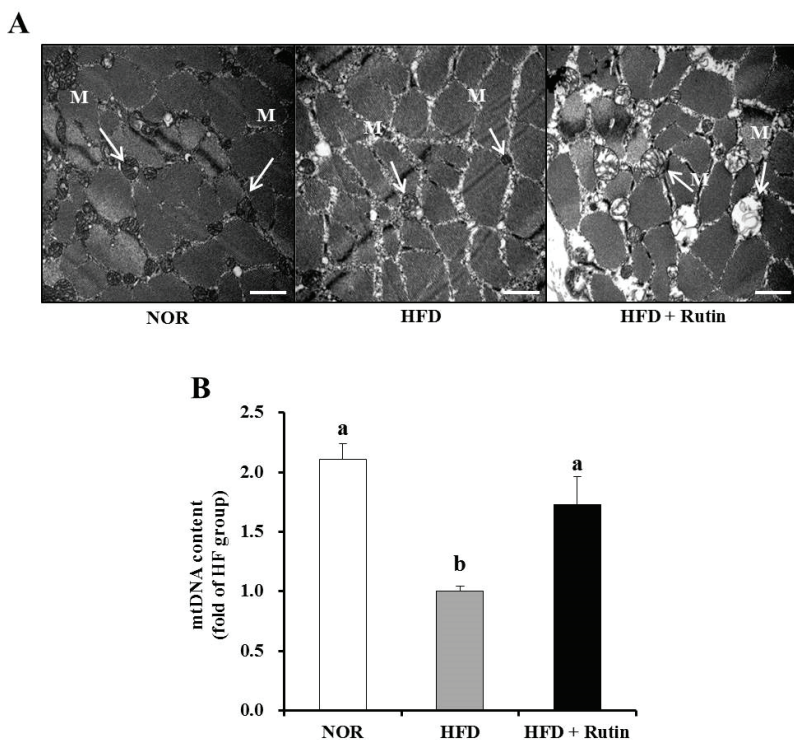 A
M
M
M
M
M
M
NOR
HFD
HFD + Rutin
B
mtDNA content
(fold of HF group)
2.5
2.0
1.5
1.0
0.5
0.0
a
b
a
NOR
HFD
HFD + Rutin